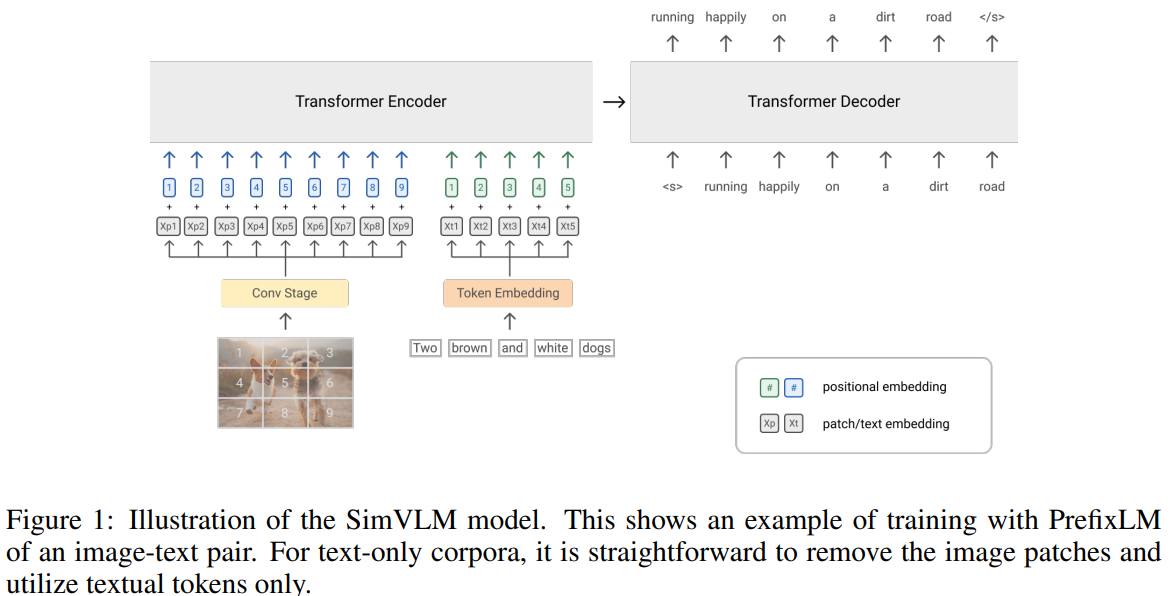 running happily on a dirt road </s>
Transformer Encoder
Transformer Decoder
1 2 3 4 5 6 7 8 9 1 2 3 4 5
<s> running happily on a dirt road
+ + + + + + + + + + + + + +
Xp1 Xp2 Xp3 Xp4 Xp5 Xp6 Xp7 Xp8 Xp9 Xt1 Xt2 Xt3 Xt4 Xt5
Conv Stage
Token Embedding
Two brown and white dogs
1 2 3
4 5 6
7 8 9
# # positional embedding
Xp Xt patch/text embedding
Figure 1: Illustration of the SimVLM model. This shows an example of training with PrefixLM
of an image-text pair. For text-only corpora, it is straightforward to remove the image patches and
utilize textual tokens only.